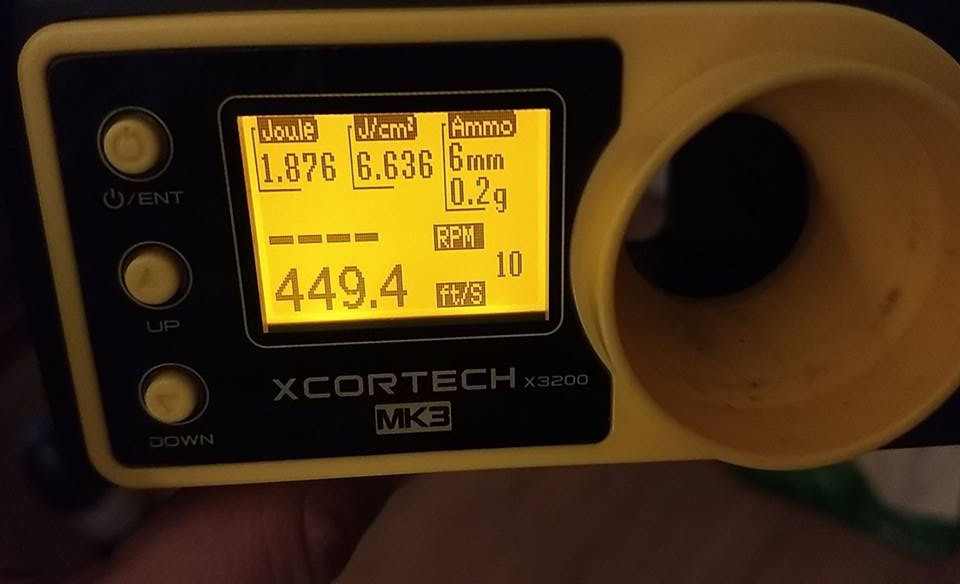 Joule J/cm² Ammo
1.876 6.636 6mm
0.2g
---- RPM
10
449.4 ft/S
⏻/ENT
UP
DOWN
XCORTECH X3200
MK3